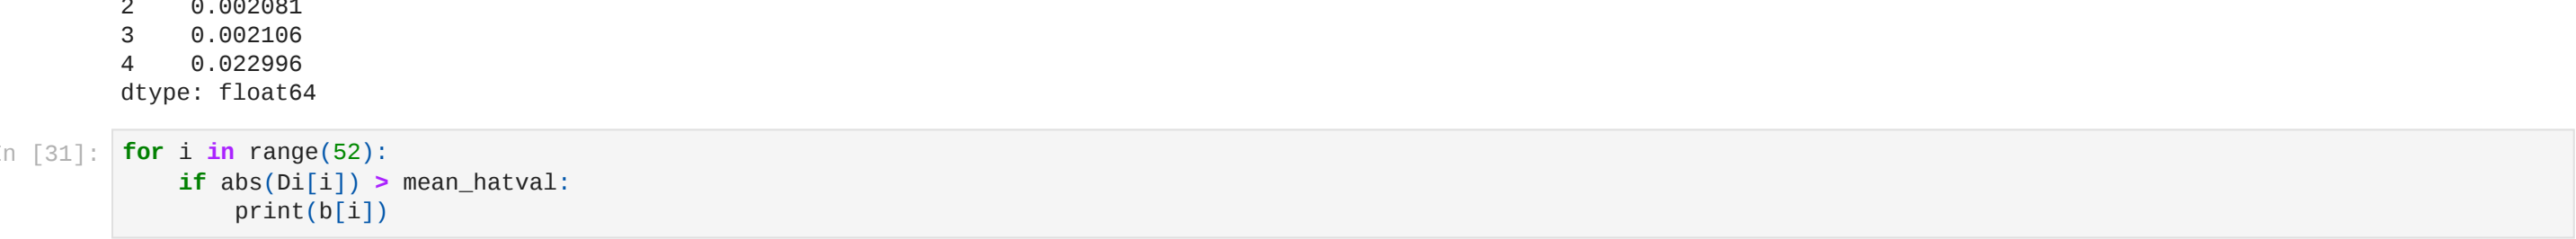 2    0.002081
3    0.002106
4    0.022996
dtype: float64
n [31]:
for i in range(52):
    if abs(Di[i]) > mean_hatval:
        print(b[i])